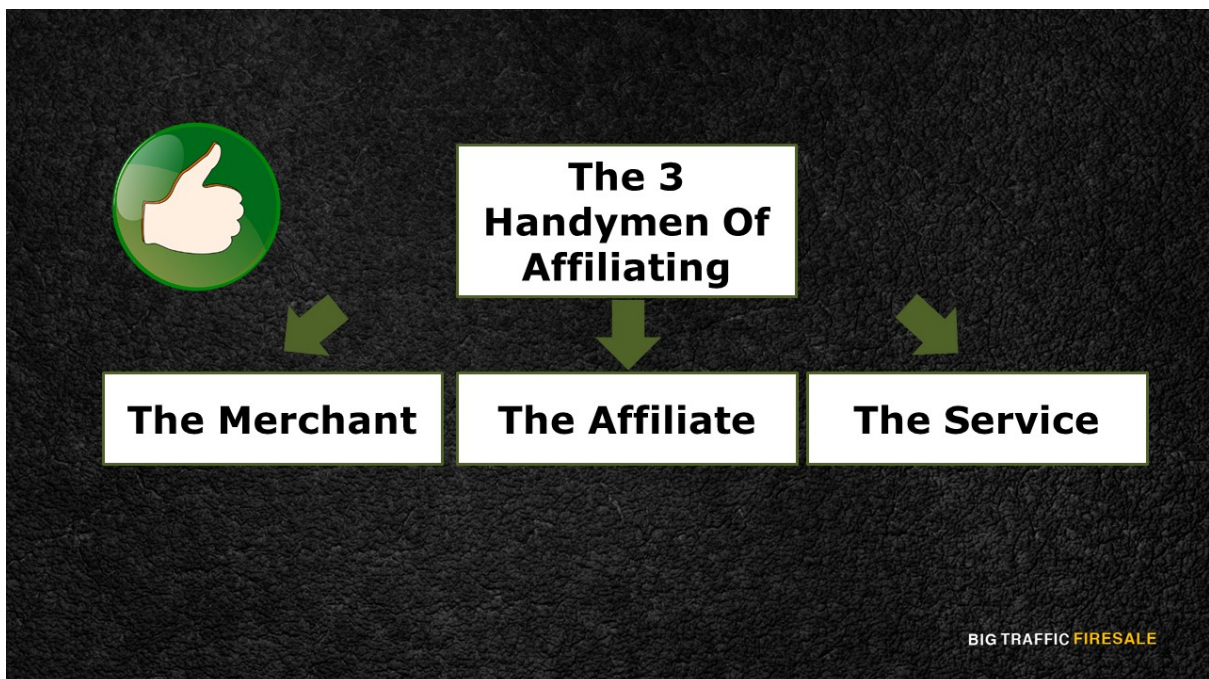 The 3
Handymen Of
Affiliating
The Merchant
The Affiliate
The Service
BIG TRAFFIC FIRESALE